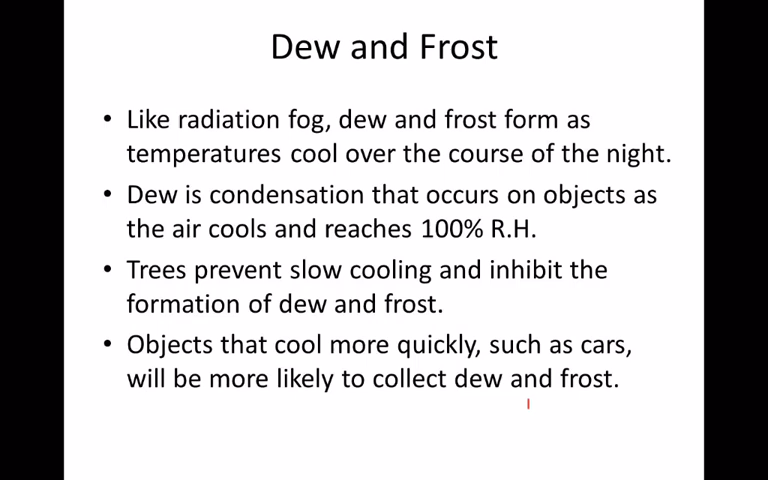 Dew and Frost
• Like radiation fog, dew and frost form as
temperatures cool over the course of the night.
• Dew is condensation that occurs on objects as
the air cools and reaches 100% R.H.
• Trees prevent slow cooling and inhibit the
formation of dew and frost.
• Objects that cool more quickly, such as cars,
will be more likely to collect dew and frost.